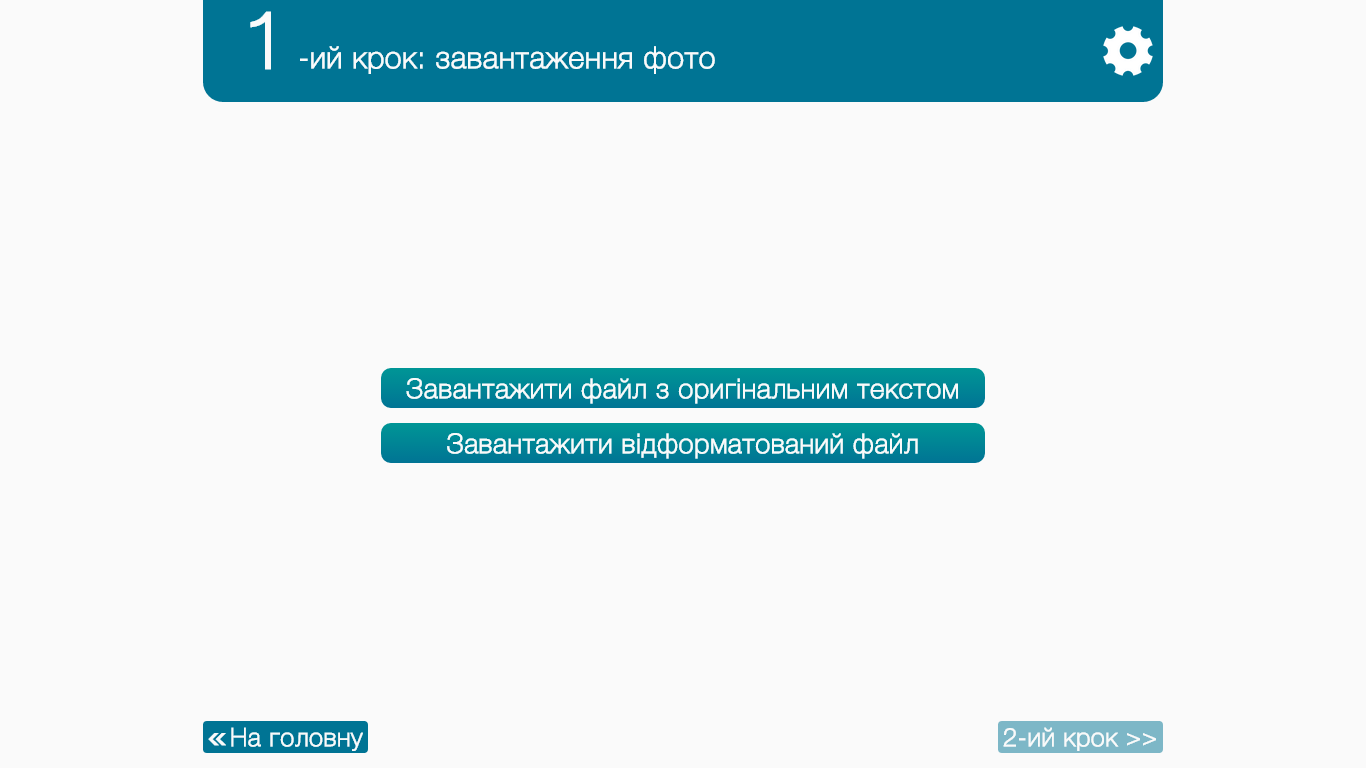 1 -ий крок: завантаження фото
Завантажити файл з оригінальним текстом
Завантажити відформатований файл
«На головну
2-ий крок >>